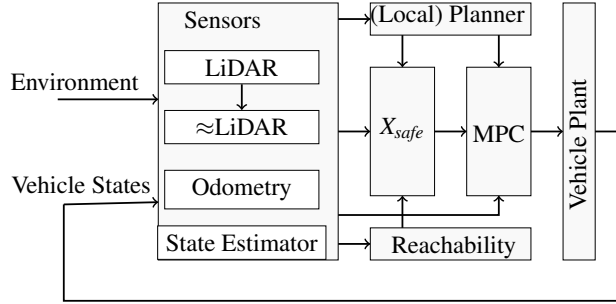 Sensors
(Local) Planner
LiDAR
Environment
≈LiDAR
X_safe
MPC
Vehicle Plant
Vehicle States
Odometry
State Estimator
Reachability